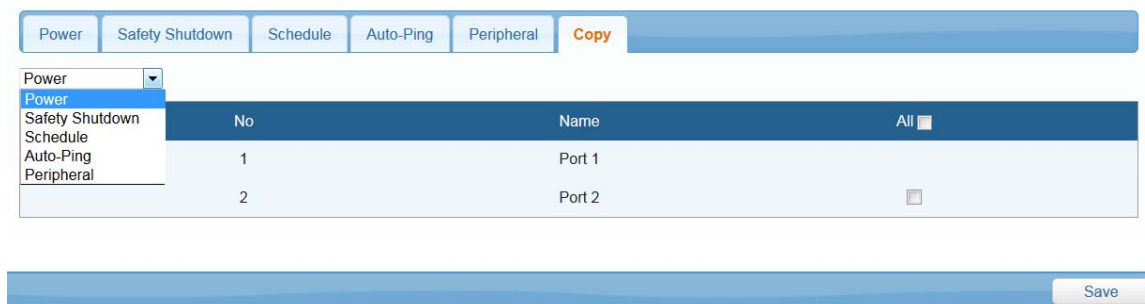 Power Safety Shutdown Schedule Auto-Ping Peripheral Copy
Power
Power
Safety Shutdown
Schedule
Auto-Ping
Peripheral
No Name All
1 Port 1
2 Port 2
Save